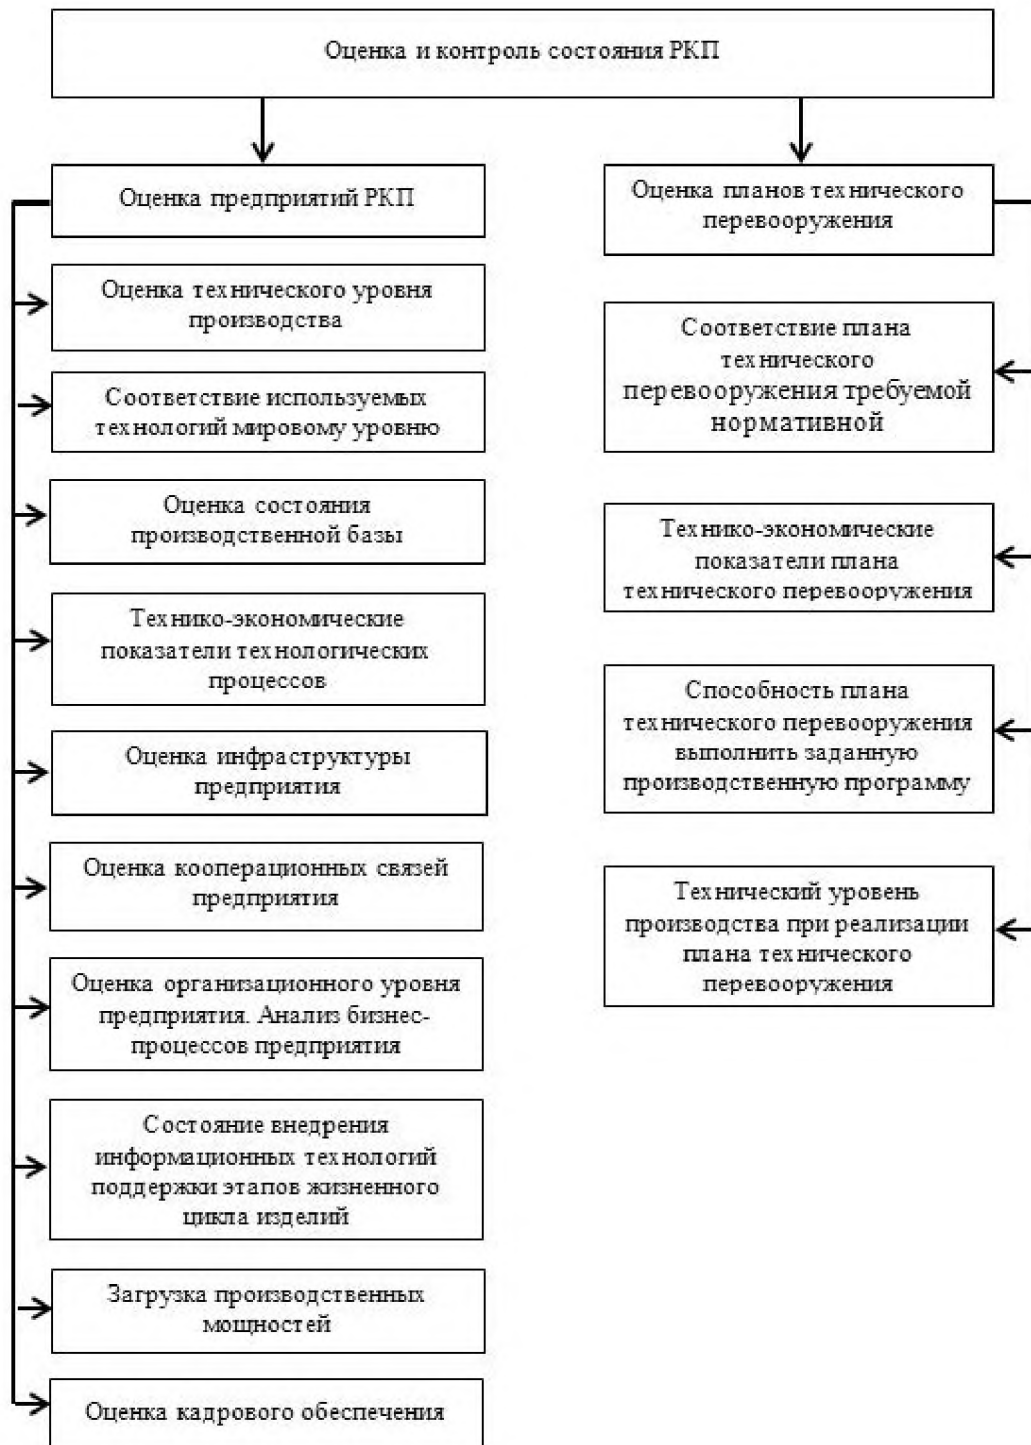 Оценка и контроль состояния РКП
Оценка предприятий РКП
Оценка технического уровня
производства
Соответствие используемых
технологий мировому уровню
Оценка состояния
производственной базы
Технико-экономические
показатели технологических
процессов
Оценка инфраструктуры
предприятия
Оценка кооперационных связей
предприятия
Оценка организационного уровня
предприятия. Анализ бизнес-
процессов предприятия
Состояние внедрения
информационных технологий
поддержки этапов жизненного
цикла изделий
Загрузка производственных
мощностей
Оценка кадрового обеспечения
Оценка планов технического
перевооружения
Соответствие плана
технического
перевооружения требуемой
нормативной
Технико-экономические
показатели плана
технического перевооружения
Способность плана
технического перевооружения
выполнить заданную
производственную программу
Технический уровень
производства при реализации
плана технического
перевооружения